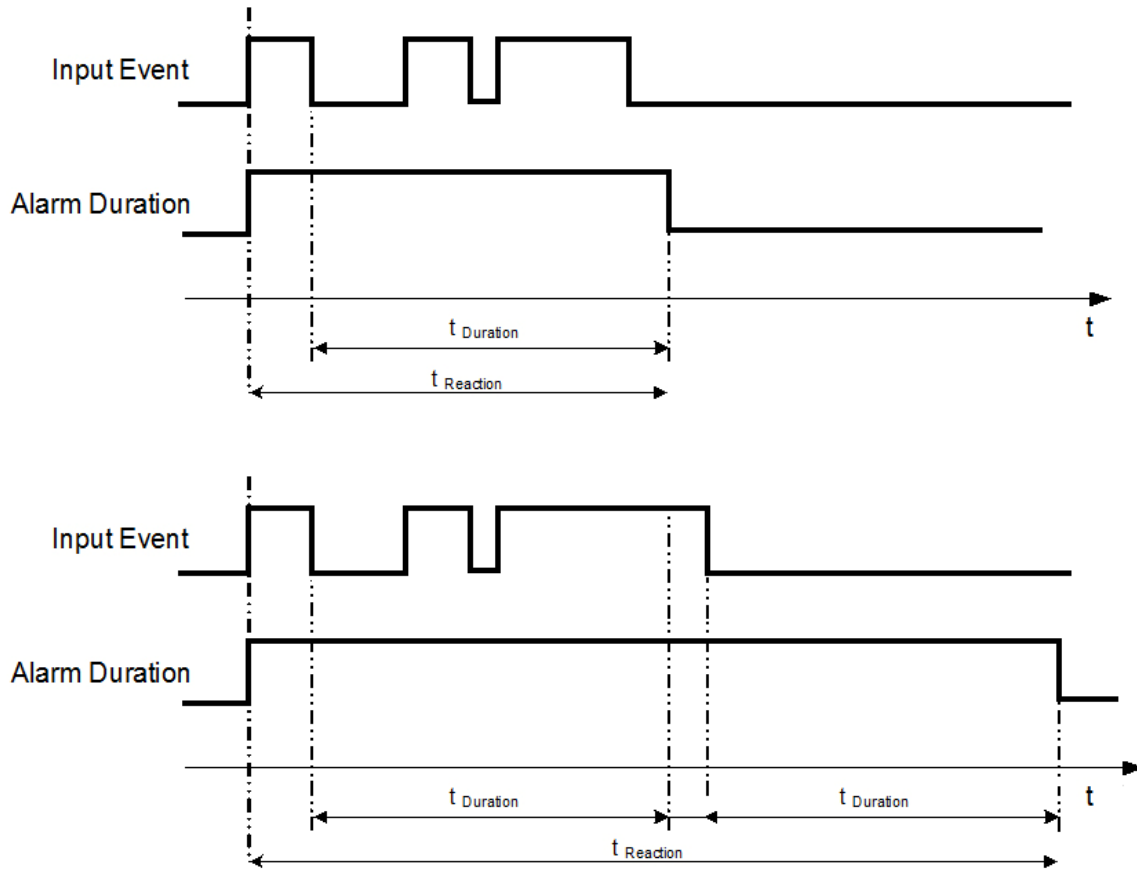 Input Event
Alarm Duration
t
t Duration
t Reaction
Input Event
Alarm Duration
t
t Duration
t Duration
t Reaction